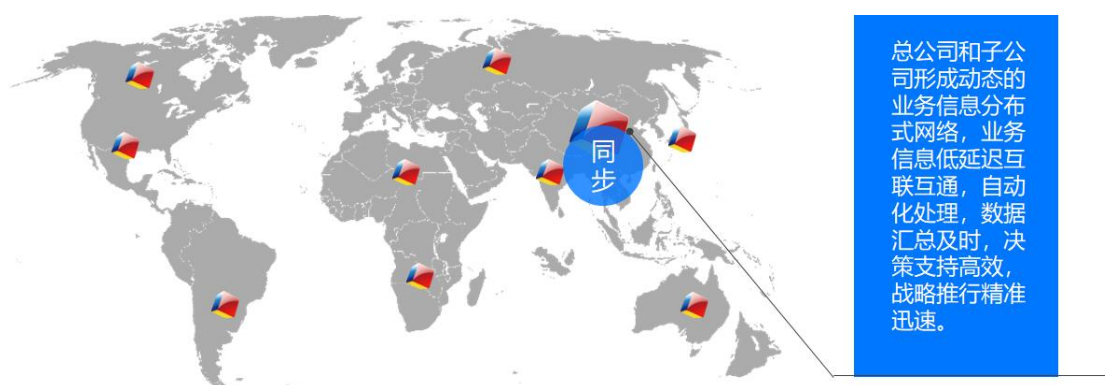 同
步
总公司和子公
司形成动态的
业务信息分布
式网络，业务
信息低延迟互
联互通，自动
化处理，数据
汇总及时，决
策支持高效，
战略推行精准
迅速。